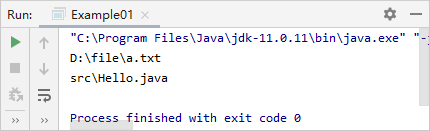 Run: Example01
"C:\Program Files\Java\jdk-11.0.11\bin\java.exe" "-j
D:\file\a.txt
src\Hello.java
Process finished with exit code 0